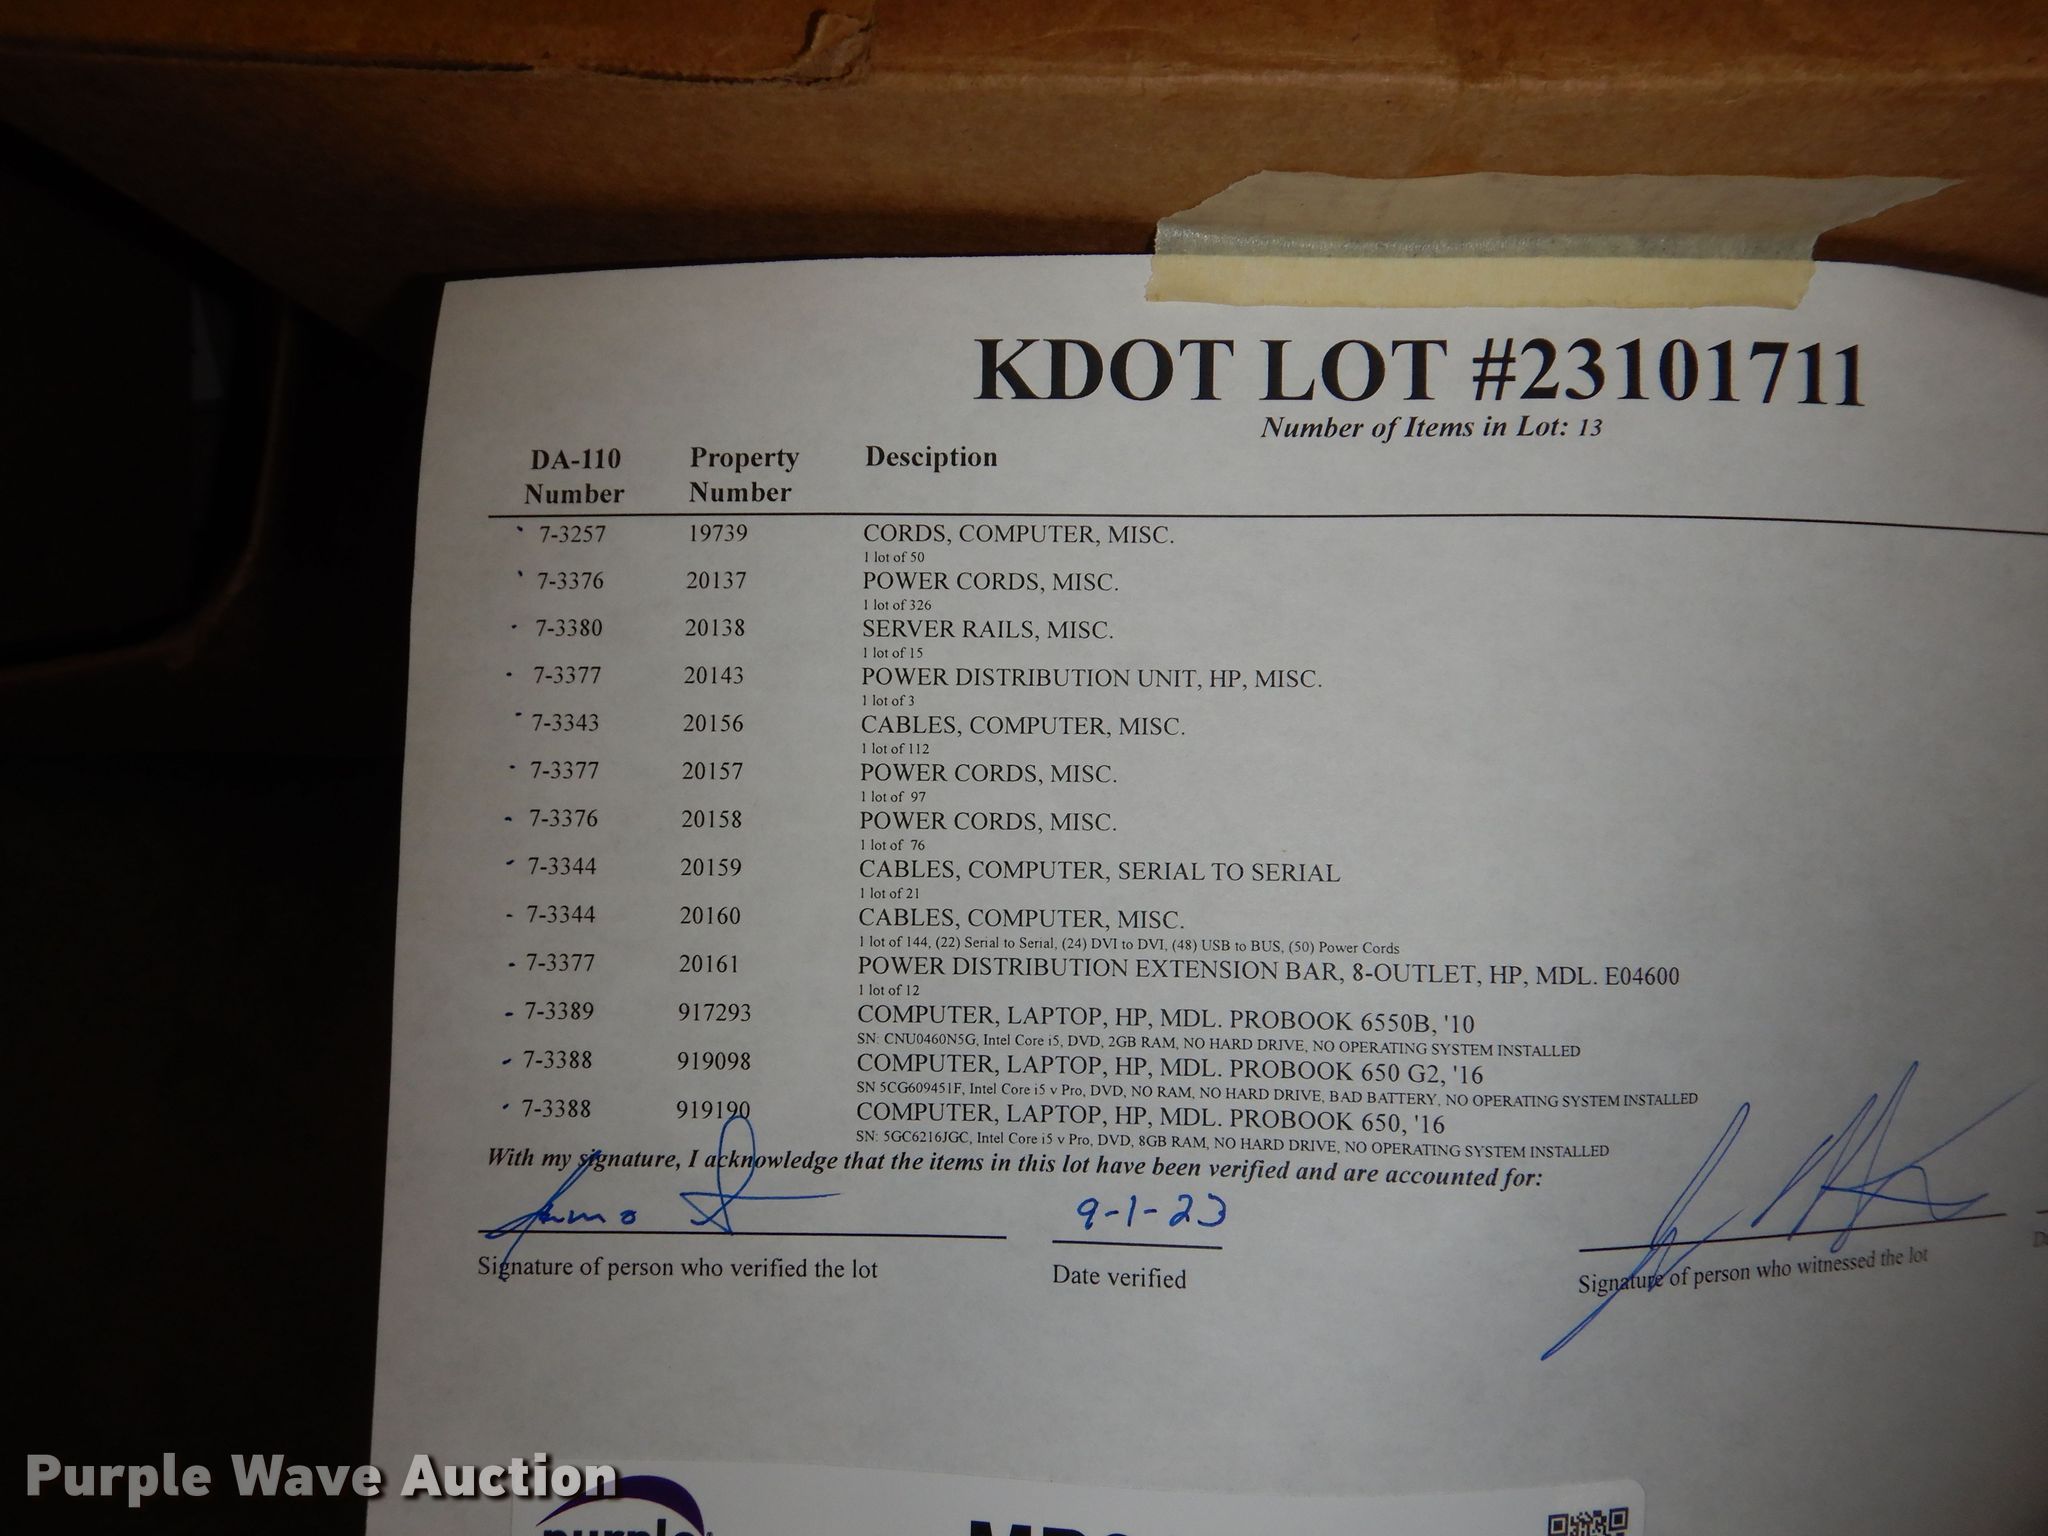 KDOT LOT #23101711
Number of Items in Lot: 13
DA-110 Number Property Number Desciption
7-3257 19739 CORDS, COMPUTER, MISC.
1 lot of 50
7-3376 20137 POWER CORDS, MISC.
1 lot of 326
7-3380 20138 SERVER RAILS, MISC.
1 lot of 15
7-3377 20143 POWER DISTRIBUTION UNIT, HP, MISC.
1 lot of 3
7-3343 20156 CABLES, COMPUTER, MISC.
1 lot of 112
7-3377 20157 POWER CORDS, MISC.
1 lot of 97
7-3376 20158 POWER CORDS, MISC.
1 lot of 76
7-3344 20159 CABLES, COMPUTER, SERIAL TO SERIAL
1 lot of 21
7-3344 20160 CABLES, COMPUTER, MISC.
1 lot of 144, (22) Serial to Serial, (24) DVI to DVI, (48) USB to BUS, (50) Power Cords
7-3377 20161 POWER DISTRIBUTION EXTENSION BAR, 8-OUTLET, HP, MDL. E04600
1 lot of 12
7-3389 917293 COMPUTER, LAPTOP, HP, MDL. PROBOOK 6550B, '10
SN: CNU0460N5G, Intel Core i5, DVD, 2GB RAM, NO HARD DRIVE, NO OPERATING SYSTEM INSTALLED
7-3388 919098 COMPUTER, LAPTOP, HP, MDL. PROBOOK 650 G2, '16
SN 5CG609451F, Intel Core i5 v Pro, DVD, NO RAM, NO HARD DRIVE, BAD BATTERY, NO OPERATING SYSTEM INSTALLED
7-3388 919190 COMPUTER, LAPTOP, HP, MDL. PROBOOK 650, '16
SN: 5GC6216JGC, Intel Core i5 v Pro, DVD, 8GB RAM, NO HARD DRIVE, NO OPERATING SYSTEM INSTALLED
With my signature, I acknowledge that the items in this lot have been verified and are accounted for:
9-1-23
Signature of person who verified the lot Date verified Signature of person who witnessed the lot
Purple Wave Auction
purple